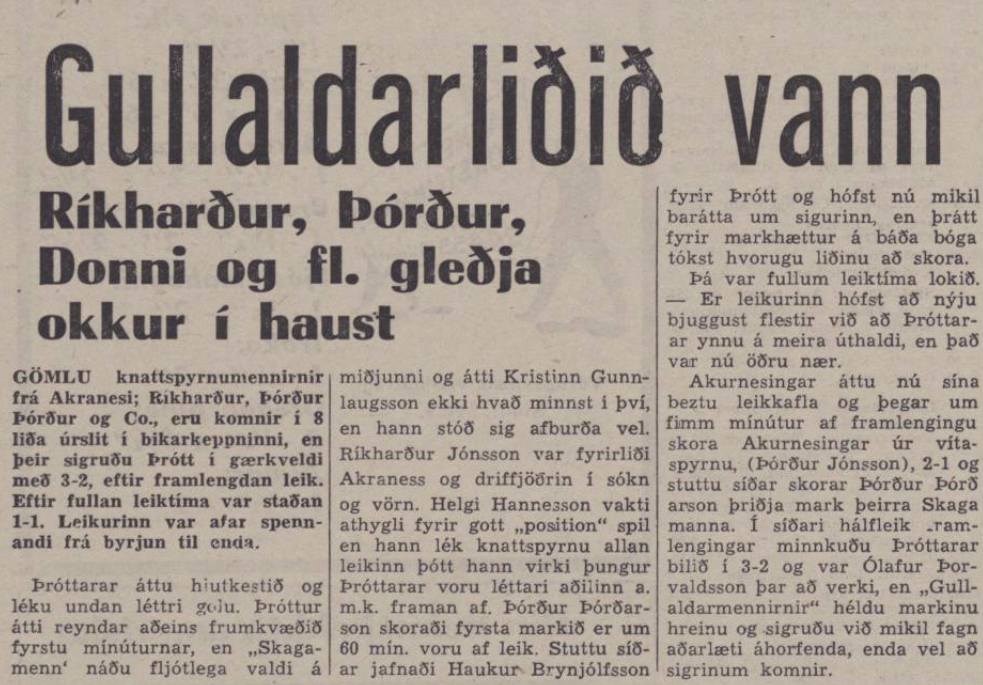 Gullaldarliðið vann
Ríkharður, Þórður,
Donni og fl. gleðja
okkur í haust
GÖMLU knattspyrnumennirnir
frá Akranesi; Ríkharður, Þórður
Þórður og Co., eru komnir í 8
liða úrslit í bikarkeppninni, en
þeir sigruðu Þrótt í gærkveldi
með 3-2, eftir framlengdan leik.
Eftir fullan leiktíma var staðan
1-1. Leikurinn var afar spenn-
andi frá byrjun til enda.
Þróttarar áttu hlutkestið og
léku undan léttri golu. Þróttur
átti reyndar aðeins frumkvæðið
fyrstu mínúturnar, en „Skaga-
menn‘ náðu fljótlega valdi á
miðjunni og átti Kristinn Gunn-
laugsson ekki hvað minnst í því,
en hann stóð sig afburða vel.
Ríkharður Jónsson var fyrirliði
Akraness og driffjöðrin í sókn
og vörn. Helgi Hannesson vakti
athygli fyrir gott „position“ spil
en hann lék knattspyrnu allan
leikinn þótt hann virki þungur
Þróttarar voru léttari aðilinn a.
m.k. framan af. Þórður Þórðar-
son skoraði fyrsta markið er um
60 mín. voru af leik. Stuttu síð-
ar jafnaði Haukur Brynjólfsson
fyrir Þrótt og hófst nú mikil
barátta um sigurinn, en þrátt
fyrir markhættur á báða bóga
tókst hvorugu liðinu að skora.
Þá var fullum leiktíma lokið.
— Er leikurinn hófst að nýju
bjuggust flestir við að Þróttar-
ar ynnu á meira úthaldi, en það
var nú öðru nær.
Akurnesingar áttu nú sína
beztu leikkafla og þegar um
fimm mínútur af framlengingu
skora Akurnesingar úr víta-
spyrnu, (Þórður Jónsson), 2-1 og
stuttu síðar skorar Þórður Þórð
arson þriðja mark þeirra Skaga
manna. Í síðari hálfleik .ram-
lengingar minnkuðu Þróttarar
bilið í 3-2 og var Ólafur Þor-
valdsson þar að verki, en „Gull-
aldarmennirnir“ héldu markinu
hreinu og sigruðu við mikil fagn
aðarlæti áhorfenda, enda vel að
sigrinum komnir.